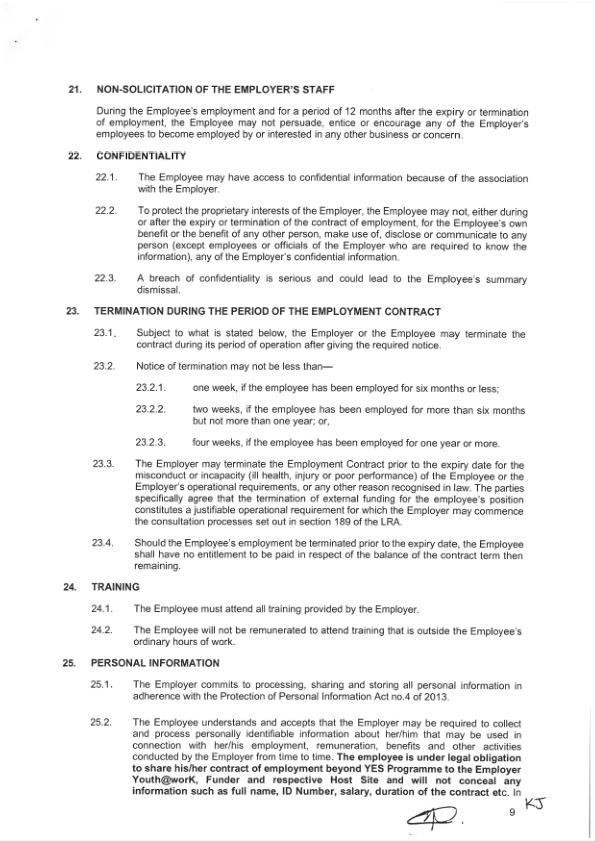 21. NON-SOLICITATION OF THE EMPLOYER'S STAFF
During the Employee's employment and for a period of 12 months after the expiry or termination
of employment, the Employee may not persuade, entice or encourage any of the Employer's
employees to become employed by or interested in any other business or concern.
22. CONFIDENTIALITY
22.1. The Employee may have access to confidential information because of the association
with the Employer.
22.2. To protect the proprietary interests of the Employer, the Employee may not, either during
or after the expiry or termination of the contract of employment, for the Employee's own
benefit or the benefit of any other person, make use of, disclose or communicate to any
person (except employees or officials of the Employer who are required to know the
information), any of the Employer's confidential information.
22.3. A breach of confidentiality is serious and could lead to the Employee's summary
dismissal.
23. TERMINATION DURING THE PERIOD OF THE EMPLOYMENT CONTRACT
23.1. Subject to what is stated below, the Employer or the Employee may terminate the
contract during its period of operation after giving the required notice.
23.2. Notice of termination may not be less than—
23.2.1. one week, if the employee has been employed for six months or less;
23.2.2. two weeks, if the employee has been employed for more than six months
but not more than one year; or,
23.2.3. four weeks, if the employee has been employed for one year or more.
23.3. The Employer may terminate the Employment Contract prior to the expiry date for the
misconduct or incapacity (ill health, injury or poor performance) of the Employee or the
Employer's operational requirements, or any other reason recognised in law. The parties
specifically agree that the termination of external funding for the employee's position
constitutes a justifiable operational requirement for which the Employer may commence
the consultation processes set out in section 189 of the LRA.
23.4. Should the Employee's employment be terminated prior to the expiry date, the Employee
shall have no entitlement to be paid in respect of the balance of the contract term then
remaining.
24. TRAINING
24.1. The Employee must attend all training provided by the Employer.
24.2. The Employee will not be remunerated to attend training that is outside the Employee's
ordinary hours of work.
25. PERSONAL INFORMATION
25.1. The Employer commits to processing, sharing and storing all personal information in
adherence with the Protection of Personal Information Act no.4 of 2013.
25.2. The Employee understands and accepts that the Employer may be required to collect
and process personally identifiable information about her/him that may be used in
connection with her/his employment, remuneration, benefits and other activities
conducted by the Employer from time to time. The employee is under legal obligation
to share his/her contract of employment beyond YES Programme to the Employer
Youth@worK, Funder and respective Host Site and will not conceal any
information such as full name, ID Number, salary, duration of the contract etc. In
9 KJ